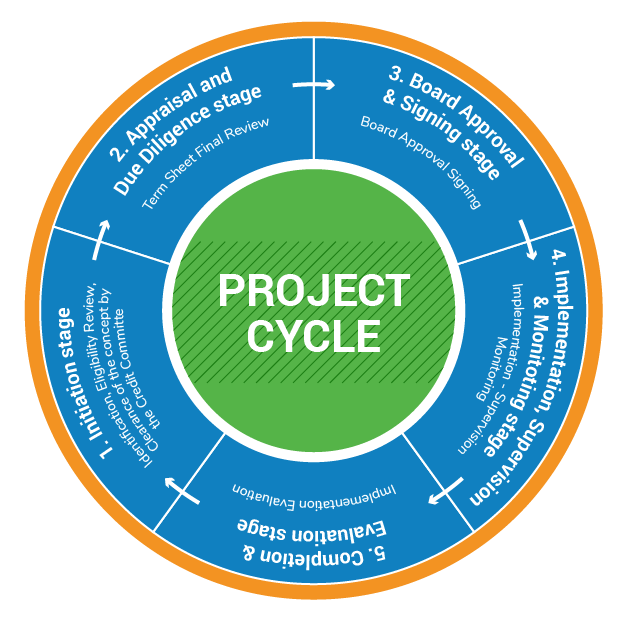 PROJECT
CYCLE
1. Initiation stage
Identification, Eligibility Review,
Clearance of the concept by
the Credit Committe
2. Appraisal and
Due Diligence stage
Term Sheet Final Review
3. Board Approval
& Signing stage
Board Approval Signing
4. Implementation, Supervision
& Monitoting stage
Implementation - Supervision
Monitoring
5. Completion &
Evaluation stage
Implementation Evaluation